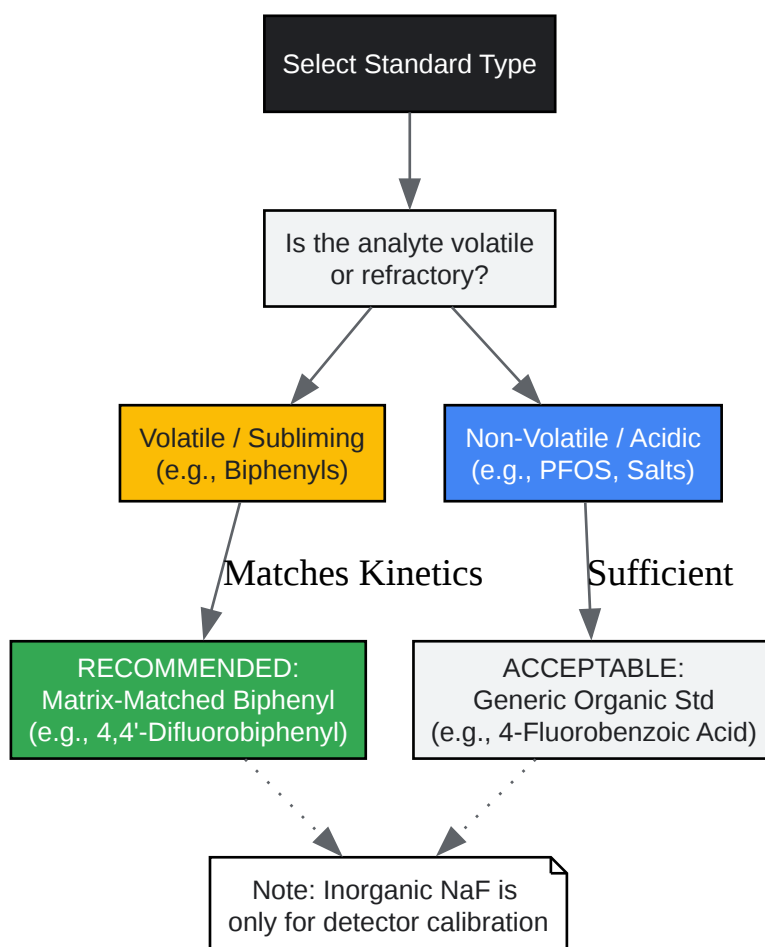 Select Standard Type
Is the analyte volatile
or refractory?
Volatile / Subliming
(e.g., Biphenyls)
Non-Volatile / Acidic
(e.g., PFOS, Salts)
Matches Kinetics
Sufficient
RECOMMENDED:
Matrix-Matched Biphenyl
(e.g., 4,4'-Difluorobiphenyl)
ACCEPTABLE:
Generic Organic Std
(e.g., 4-Fluorobenzoic Acid)
Note: Inorganic NaF is
only for detector calibration